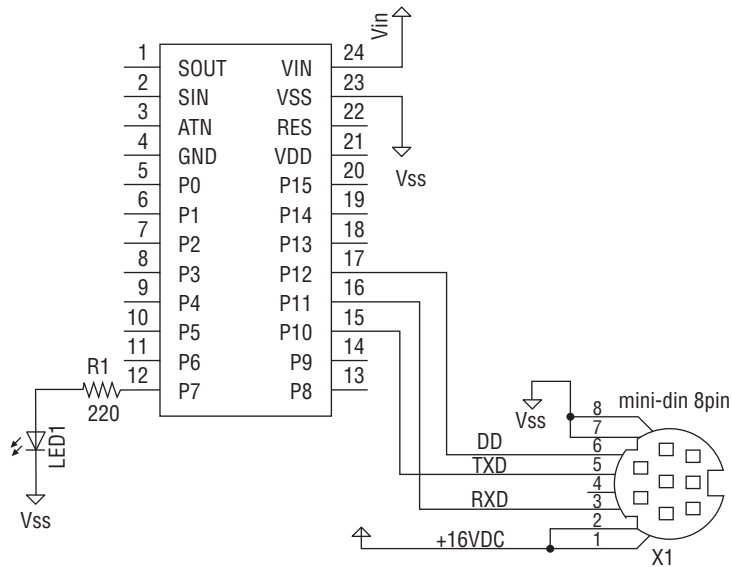 Vin
1 SOUT VIN 24
2 SIN VSS 23
3 ATN RES 22
4 GND VDD 21
Vss
5 P0 P15 20
6 P1 P14 19
7 P2 P13 18
8 P3 P12 17
9 P4 P11 16
10 P5 P10 15
11 P6 P9 14
12 P7 P8 13
R1
220
LED1
Vss
mini-din 8pin
Vss
8
7
DD 6
TXD 5
4
RXD 3
2
+16VDC 1
X1